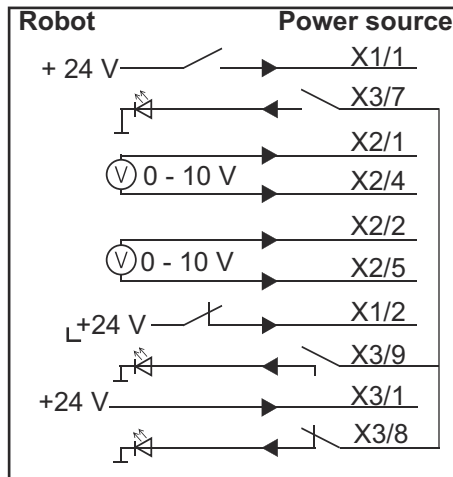 Robot Power source
+ 24 V X1/1
X3/7
X2/1
V 0 - 10 V
X2/4
X2/2
V 0 - 10 V
X2/5
+24 V X1/2
X3/9
+24 V X3/1
X3/8